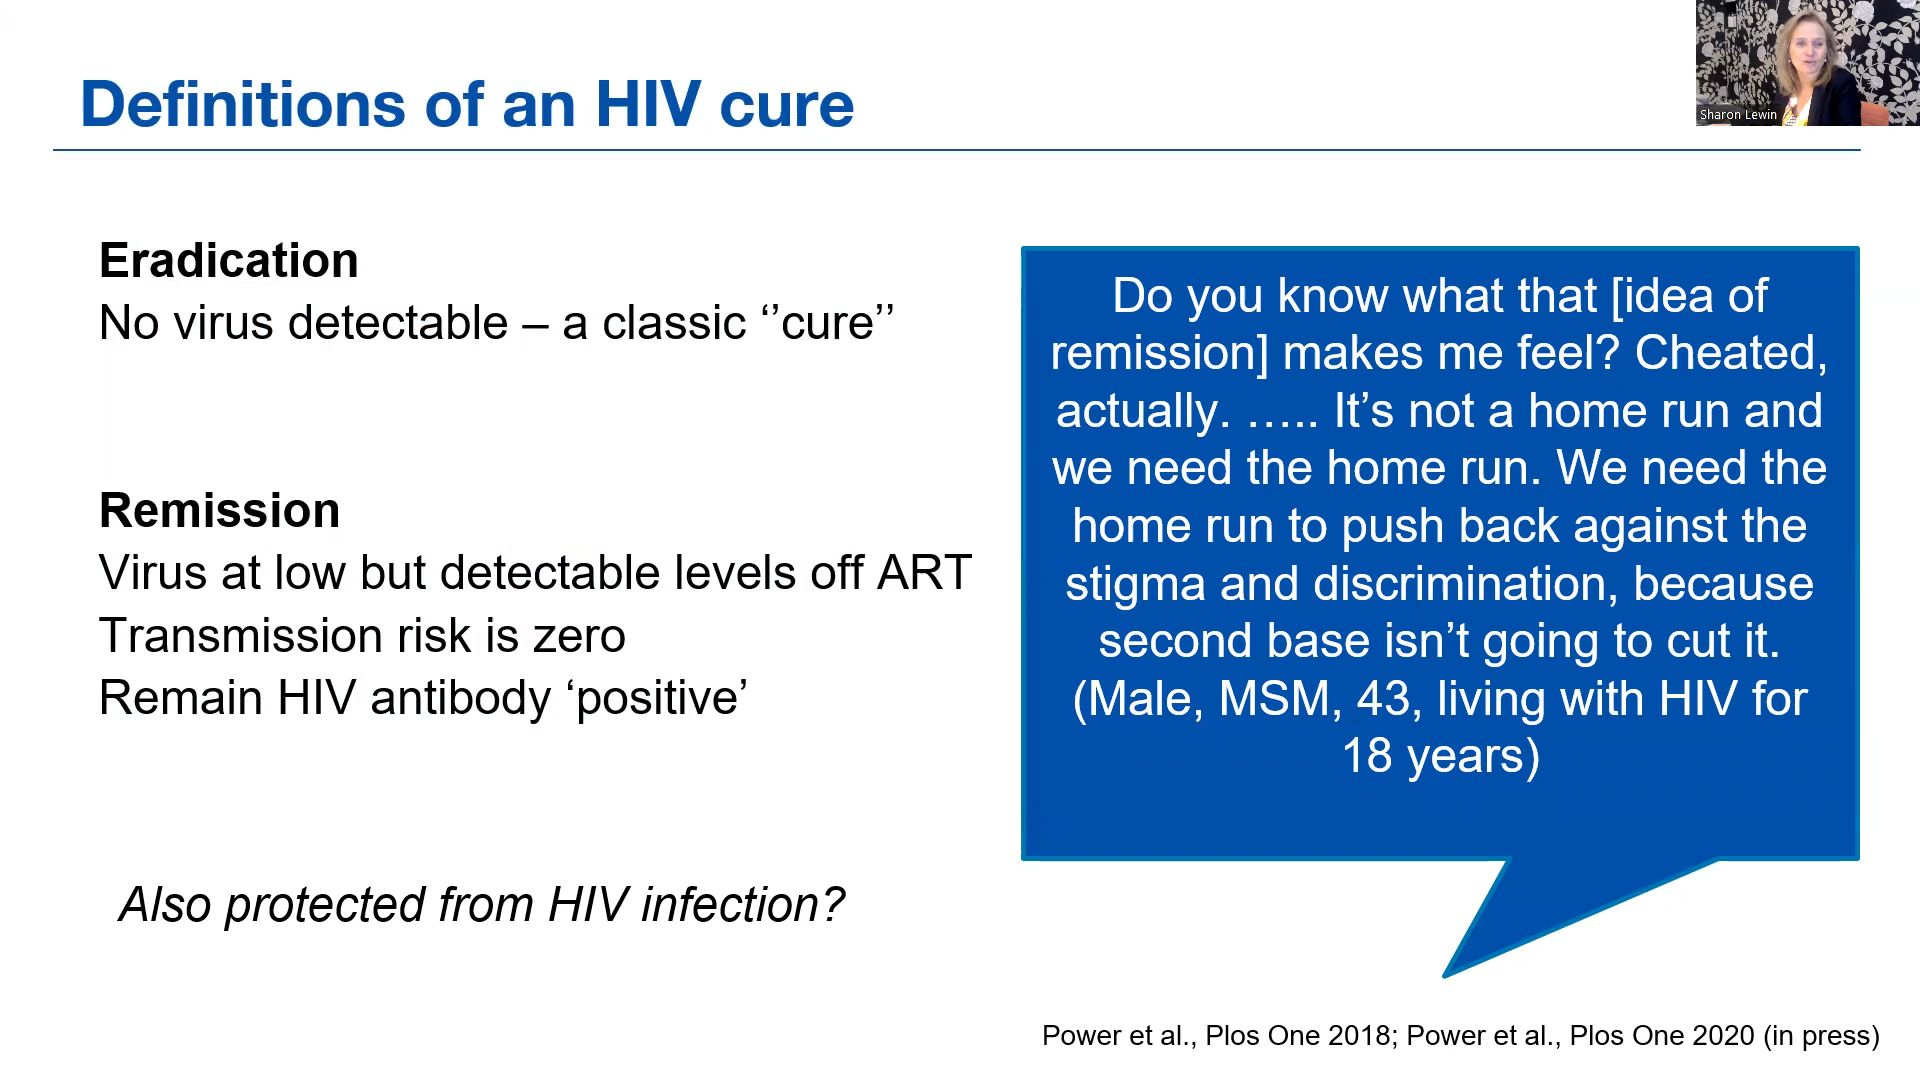 Definitions of an HIV cure
Sharon Lewin
Eradication
No virus detectable – a classic ‘’cure’’
Remission
Virus at low but detectable levels off ART
Transmission risk is zero
Remain HIV antibody ‘positive’
Also protected from HIV infection?
Do you know what that [idea of
remission] makes me feel? Cheated,
actually. ….. It’s not a home run and
we need the home run. We need the
home run to push back against the
stigma and discrimination, because
second base isn’t going to cut it.
(Male, MSM, 43, living with HIV for
18 years)
Power et al., Plos One 2018; Power et al., Plos One 2020 (in press)